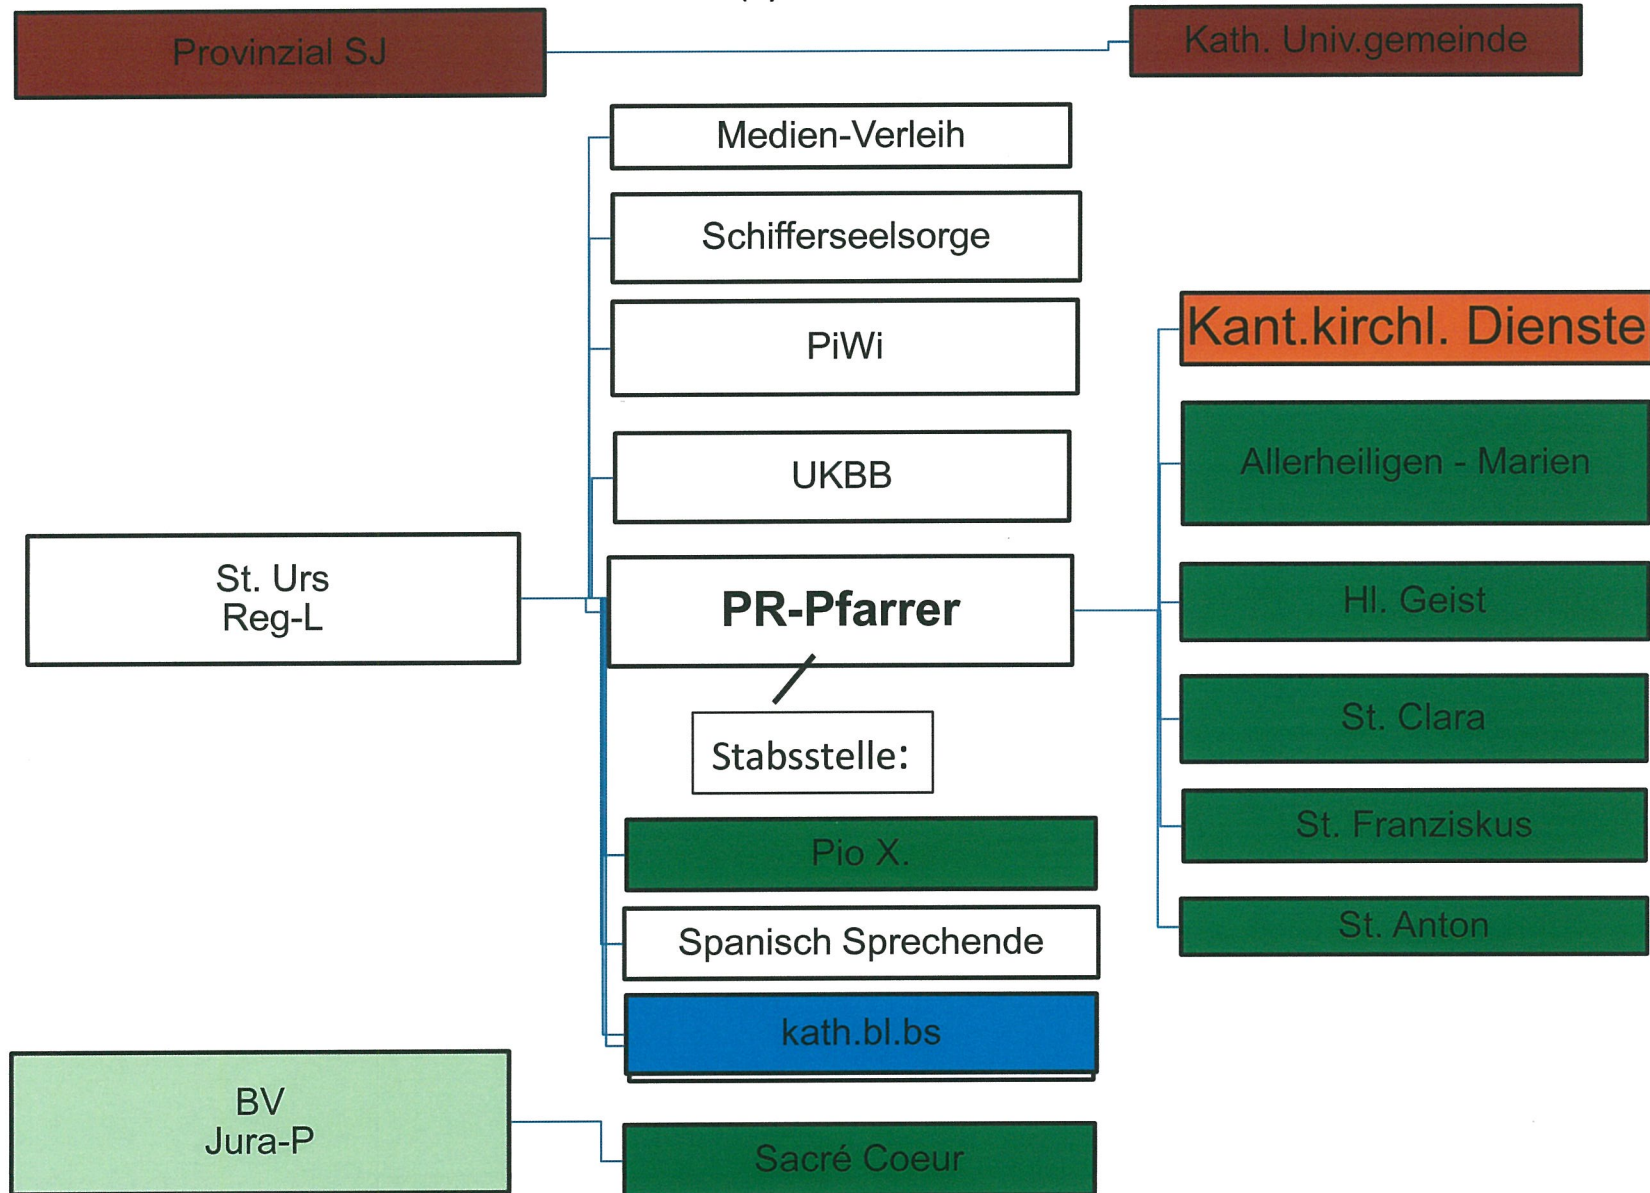 Provinzial SJ
Kath. Univ.gemeinde
Medien-Verleih
Schifferseelsorge
PiWi
UKBB
St. Urs
Reg-L
PR-Pfarrer
Stabsstelle:
Pio X.
Spanisch Sprechende
kath.bl.bs
BV
Jura-P
Sacré Coeur
Kant.kirchl. Dienste
Allerheiligen - Marien
Hl. Geist
St. Clara
St. Franziskus
St. Anton